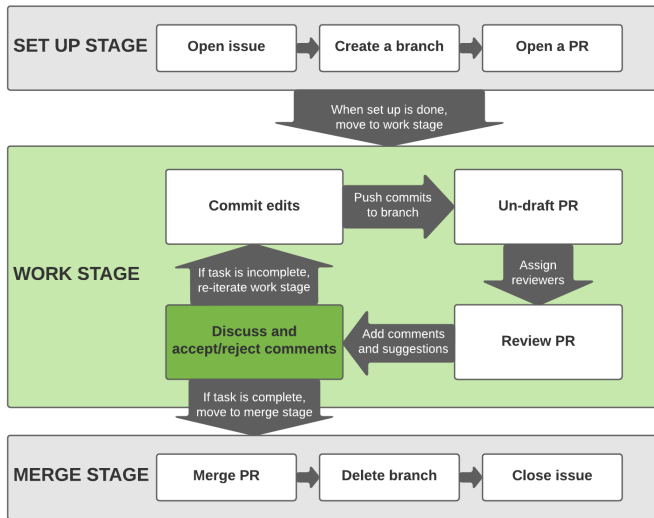 SET UP STAGE
Open issue
Create a branch
Open a PR
When set up is done,
move to work stage
WORK STAGE
Commit edits
Push commits
to branch
Un-draft PR
If task is incomplete,
re-iterate work stage
Assign
reviewers
Discuss and
accept/reject comments
Add comments
and suggestions
Review PR
If task is complete,
move to merge stage
MERGE STAGE
Merge PR
Delete branch
Close issue